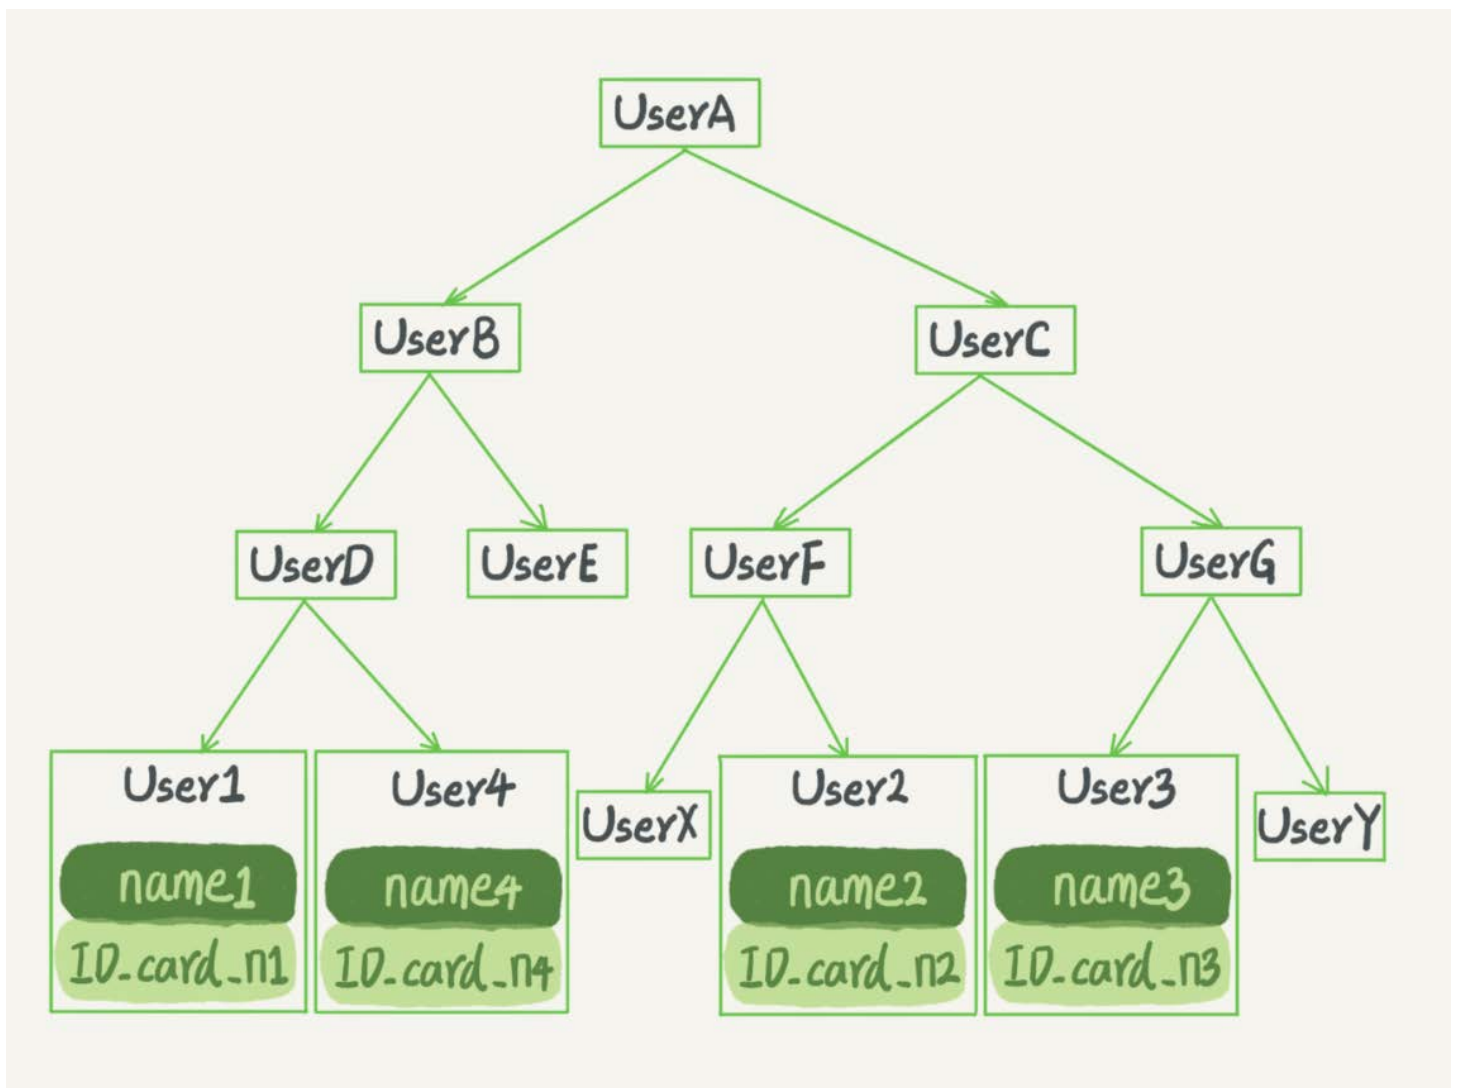 UserA
UserB
UserC
UserD
UserE
UserF
UserG
User1
name1
ID_card_n1
User4
name4
ID_card_n4
UserX
User2
name2
ID_card_n2
User3
name3
ID_card_n3
UserY